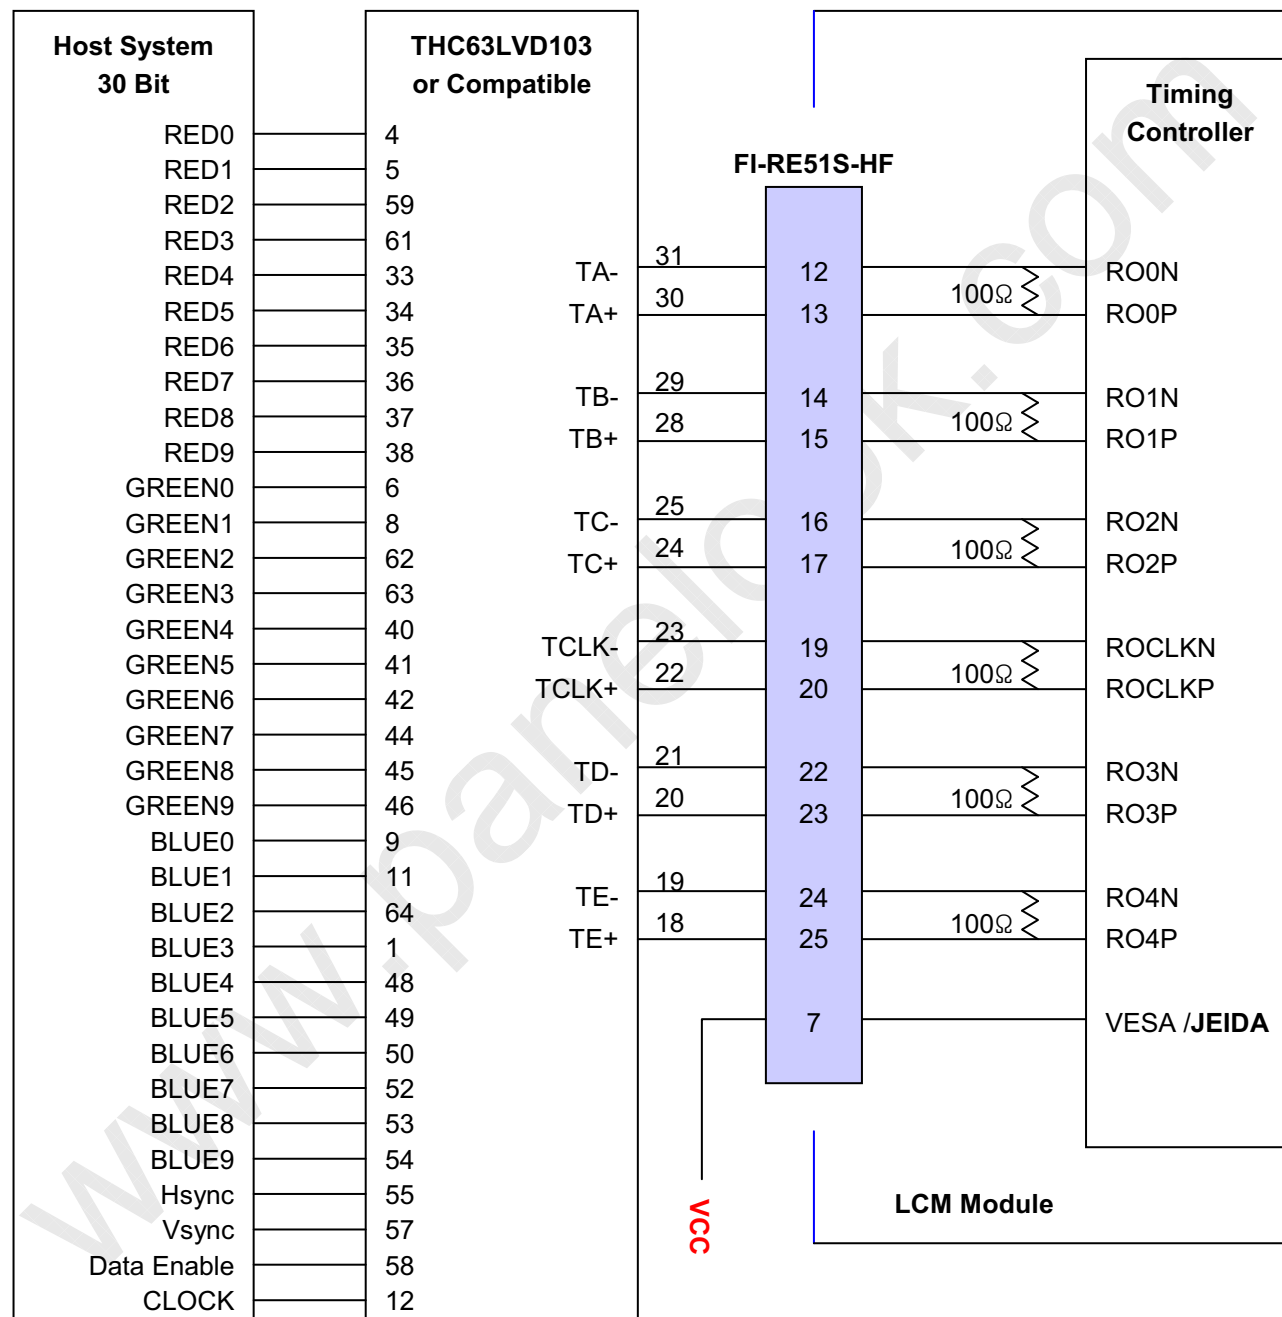 Host System
30 Bit
RED0
RED1
RED2
RED3
RED4
RED5
RED6
RED7
RED8
RED9
GREEN0
GREEN1
GREEN2
GREEN3
GREEN4
GREEN5
GREEN6
GREEN7
GREEN8
GREEN9
BLUE0
BLUE1
BLUE2
BLUE3
BLUE4
BLUE5
BLUE6
BLUE7
BLUE8
BLUE9
Hsync
Vsync
Data Enable
CLOCK
THC63LVD103
or Compatible
4
5
59
61
33
34
35
36
37
38
6
8
62
63
40
41
42
44
45
46
9
11
64
1
48
49
50
52
53
54
55
57
58
12
TA-
TA+
TB-
TB+
TC-
TC+
TCLK-
TCLK+
TD-
TD+
TE-
TE+
31
30
29
28
25
24
23
22
21
20
19
18
VCC
FI-RE51S-HF
12
13
14
15
16
17
19
20
22
23
24
25
7
100Ω
100Ω
100Ω
100Ω
100Ω
100Ω
Timing
Controller
RO0N
RO0P
RO1N
RO1P
RO2N
RO2P
ROCLKN
ROCLKP
RO3N
RO3P
RO4N
RO4P
VESA /JEIDA
LCM Module
www.panelook.com